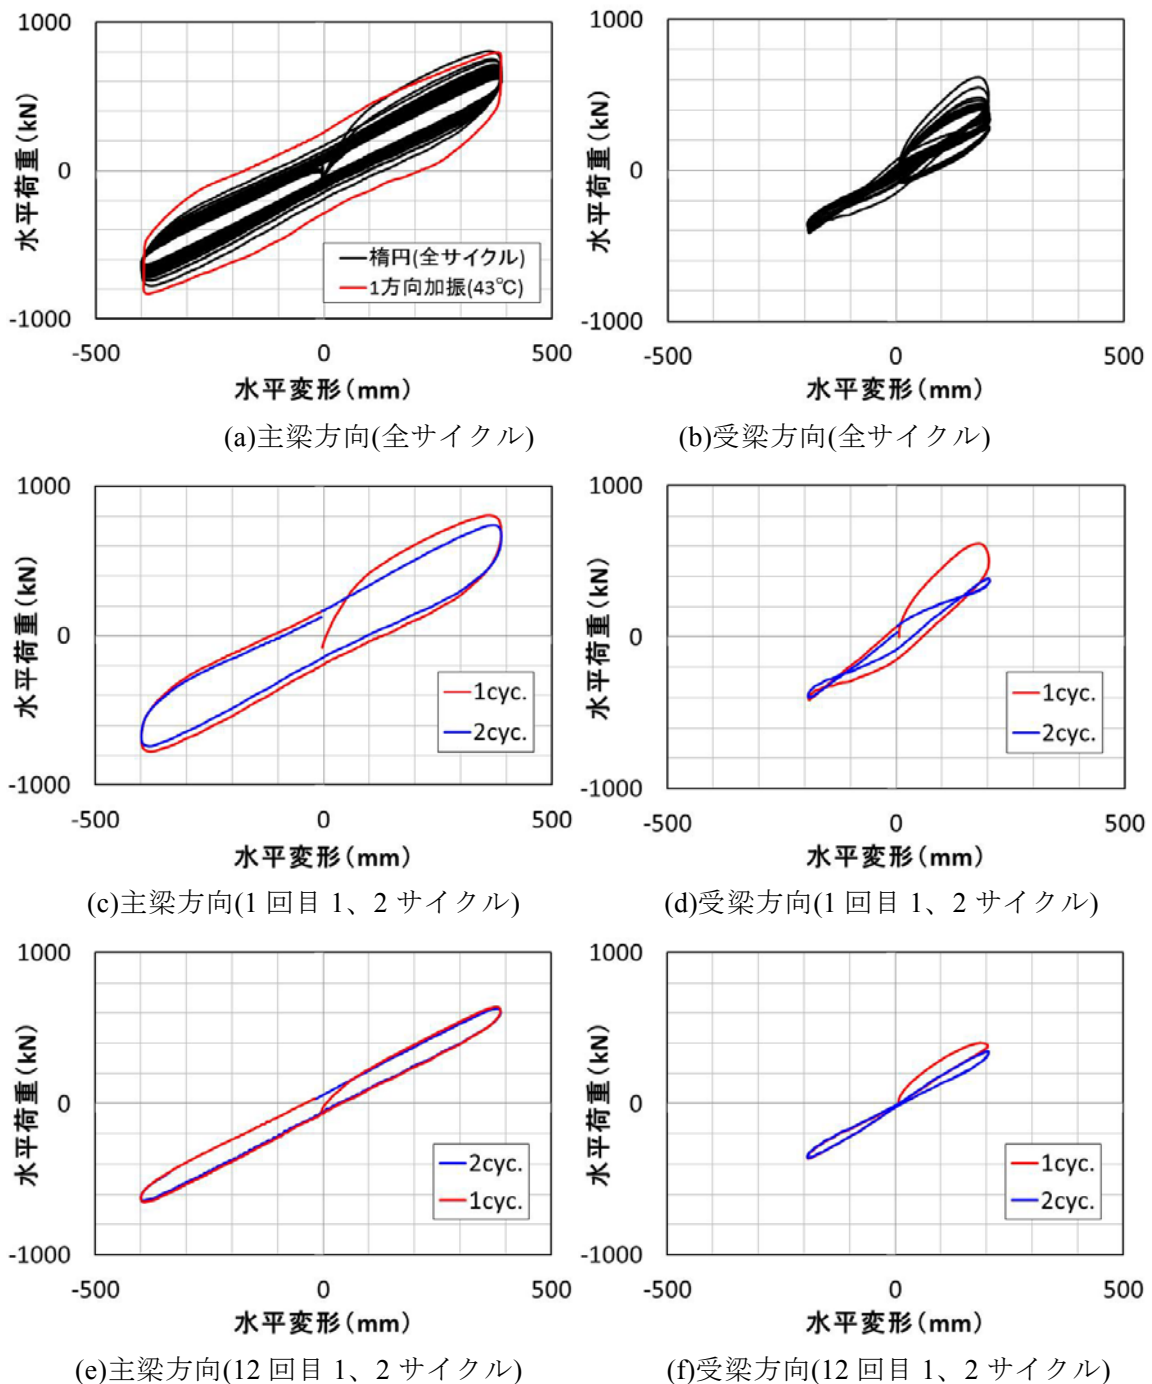 1000
0
-1000
水平荷重(kN)
-500
0
500
水平変形(mm)
楕円(全サイクル)
1方向加振(43℃)
(a)主梁方向(全サイクル)
1000
0
-1000
水平荷重(kN)
-500
0
500
水平変形(mm)
(b)受梁方向(全サイクル)
1000
0
-1000
水平荷重(kN)
-500
0
500
水平変形(mm)
1cyc.
2cyc.
(c)主梁方向(1 回目 1、2 サイクル)
1000
0
-1000
水平荷重(kN)
-500
0
500
水平変形(mm)
1cyc.
2cyc.
(d)受梁方向(1 回目 1、2 サイクル)
1000
0
-1000
水平荷重(kN)
-500
0
500
水平変形(mm)
2cyc.
1cyc.
(e)主梁方向(12 回目 1、2 サイクル)
1000
0
-1000
水平荷重(kN)
-500
0
500
水平変形(mm)
1cyc.
2cyc.
(f)受梁方向(12 回目 1、2 サイクル)